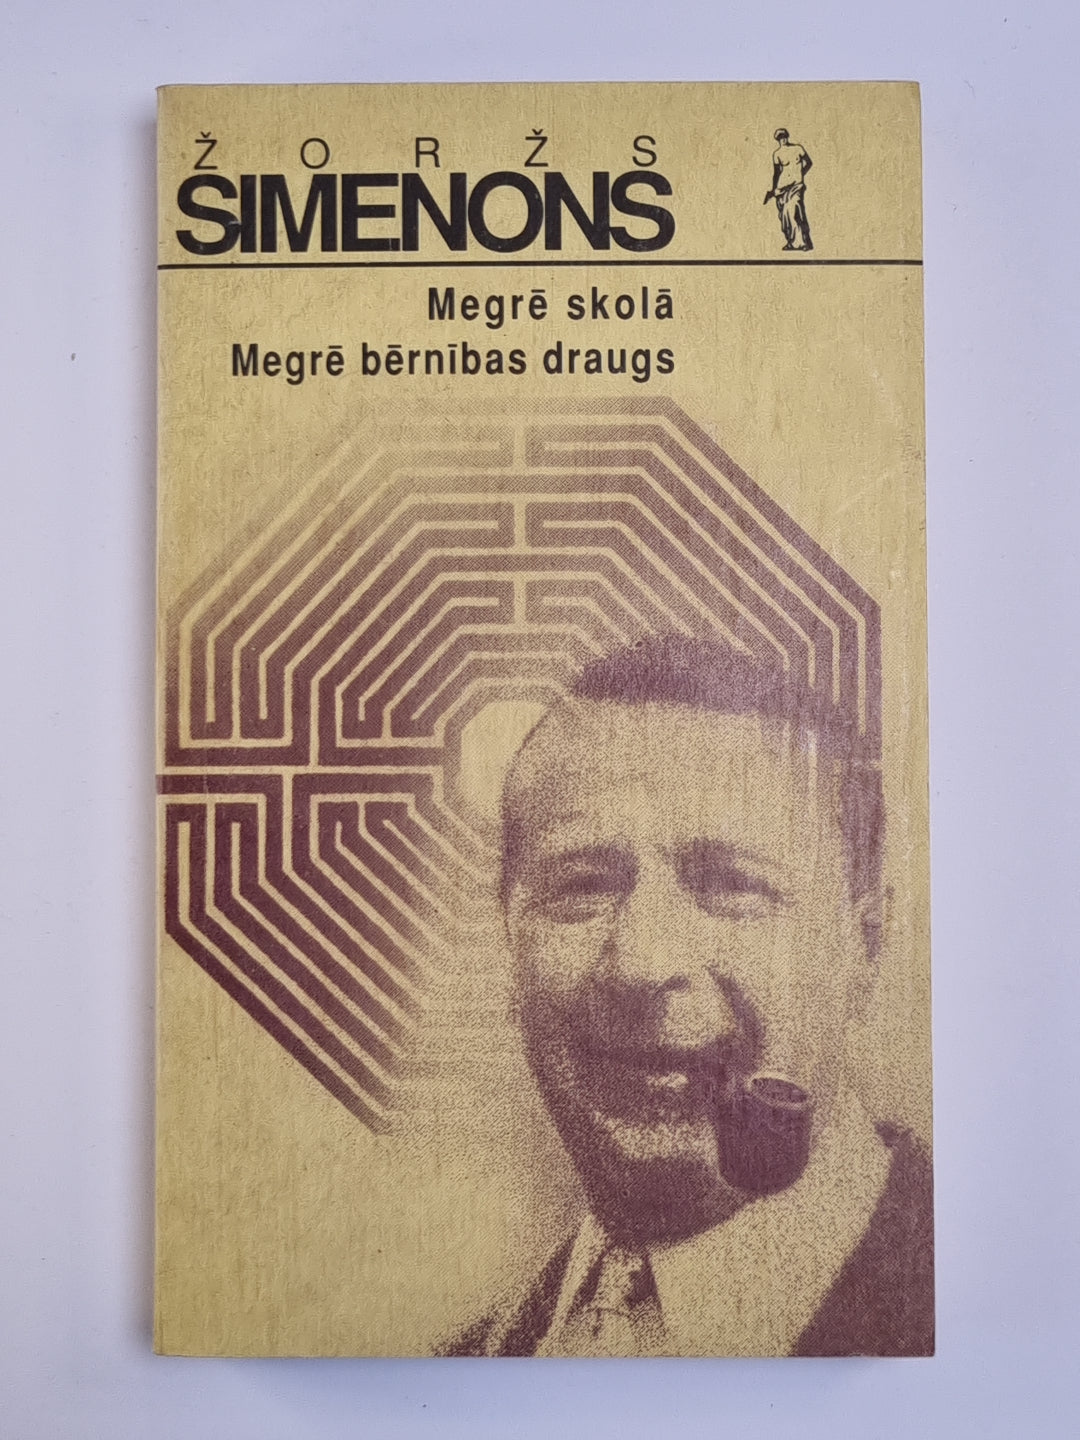 ŽORŽS
SIMENONS
Megrē skolā
Megrē bērnības draugs